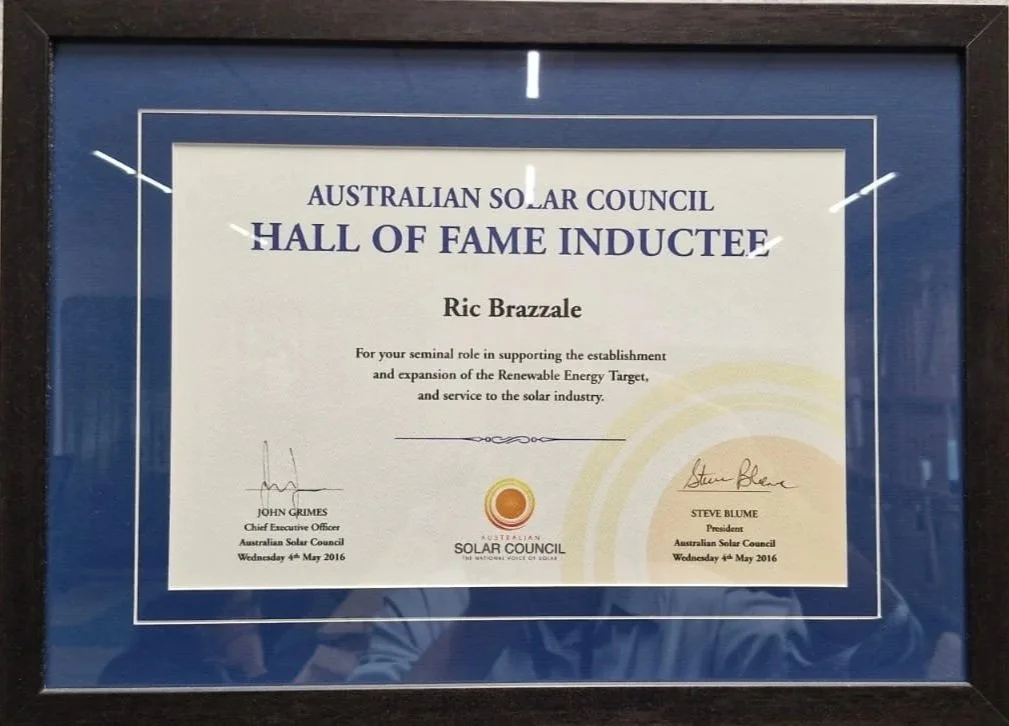 AUSTRALIAN SOLAR COUNCIL
HALL OF FAME INDUCTEE
Ric Brazzale
For your seminal role in supporting the establishment
and expansion of the Renewable Energy Target,
and service to the solar industry.
JOHN GRIMES
Chief Executive Officer
Australian Solar Council
Wednesday 4th May 2016
AUSTRALIAN
SOLAR COUNCIL
THE NATIONAL VOICE OF SOLAR
Steve Blume
STEVE BLUME
President
Australian Solar Council
Wednesday 4th May 2016